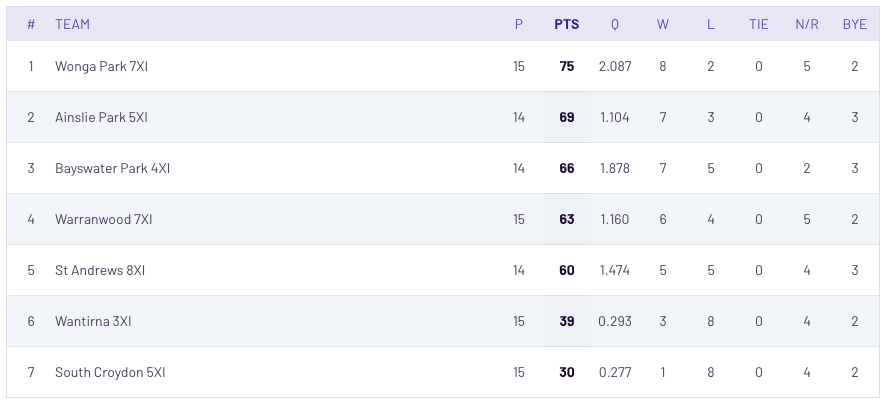 # TEAM P PTS Q W L TIE N/R BYE
1 Wonga Park 7XI 15 75 2.087 8 2 0 5 2
2 Ainslie Park 5XI 14 69 1.104 7 3 0 4 3
3 Bayswater Park 4XI 14 66 1.878 7 5 0 2 3
4 Warranwood 7XI 15 63 1.160 6 4 0 5 2
5 St Andrews 8XI 14 60 1.474 5 5 0 4 3
6 Wantirna 3XI 15 39 0.293 3 8 0 4 2
7 South Croydon 5XI 15 30 0.277 1 8 0 4 2